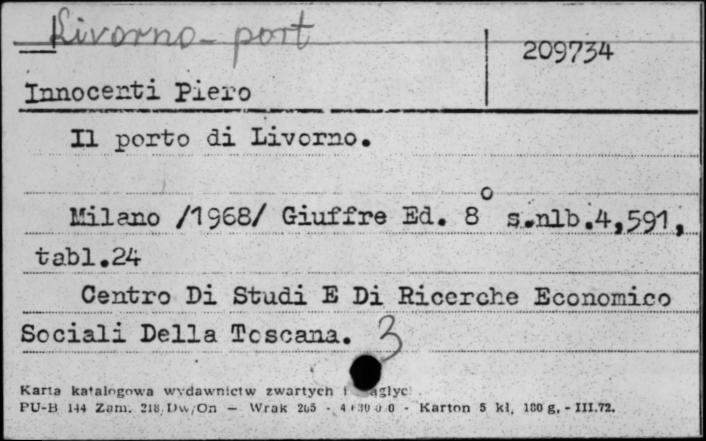 Livorno - port
209734
Innocenti Piero
Il porto di Livorno.
Milano /1968/ Giuffre Ed. 8° s.nlb.4,591,
tabl.24
Centro Di Studi E Di Ricerche Economico
Sociali Della Toscana. 3
Karta katalogowa wydawnictw zwartych i
PU-B 144 Zam. 218/Dw/On — Wrak 265 - - Karton 5 kl, 180 g, - III.72.